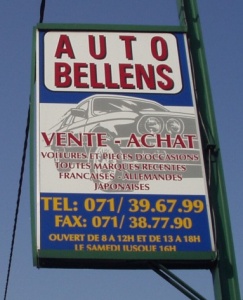 AUTO
BELLENS
VENTE - ACHAT
VOITURES ET PIECES D'OCCASIONS
TOUTES MARQUES RECENTES
FRANCAISES - ALLEMANDES
JAPONAISES
TEL: 071/ 39.67.99
FAX: 071/ 38.77.90
OUVERT DE 8 A 12H ET DE 13 A 18H
LE SAMEDI JUSQUE 16H